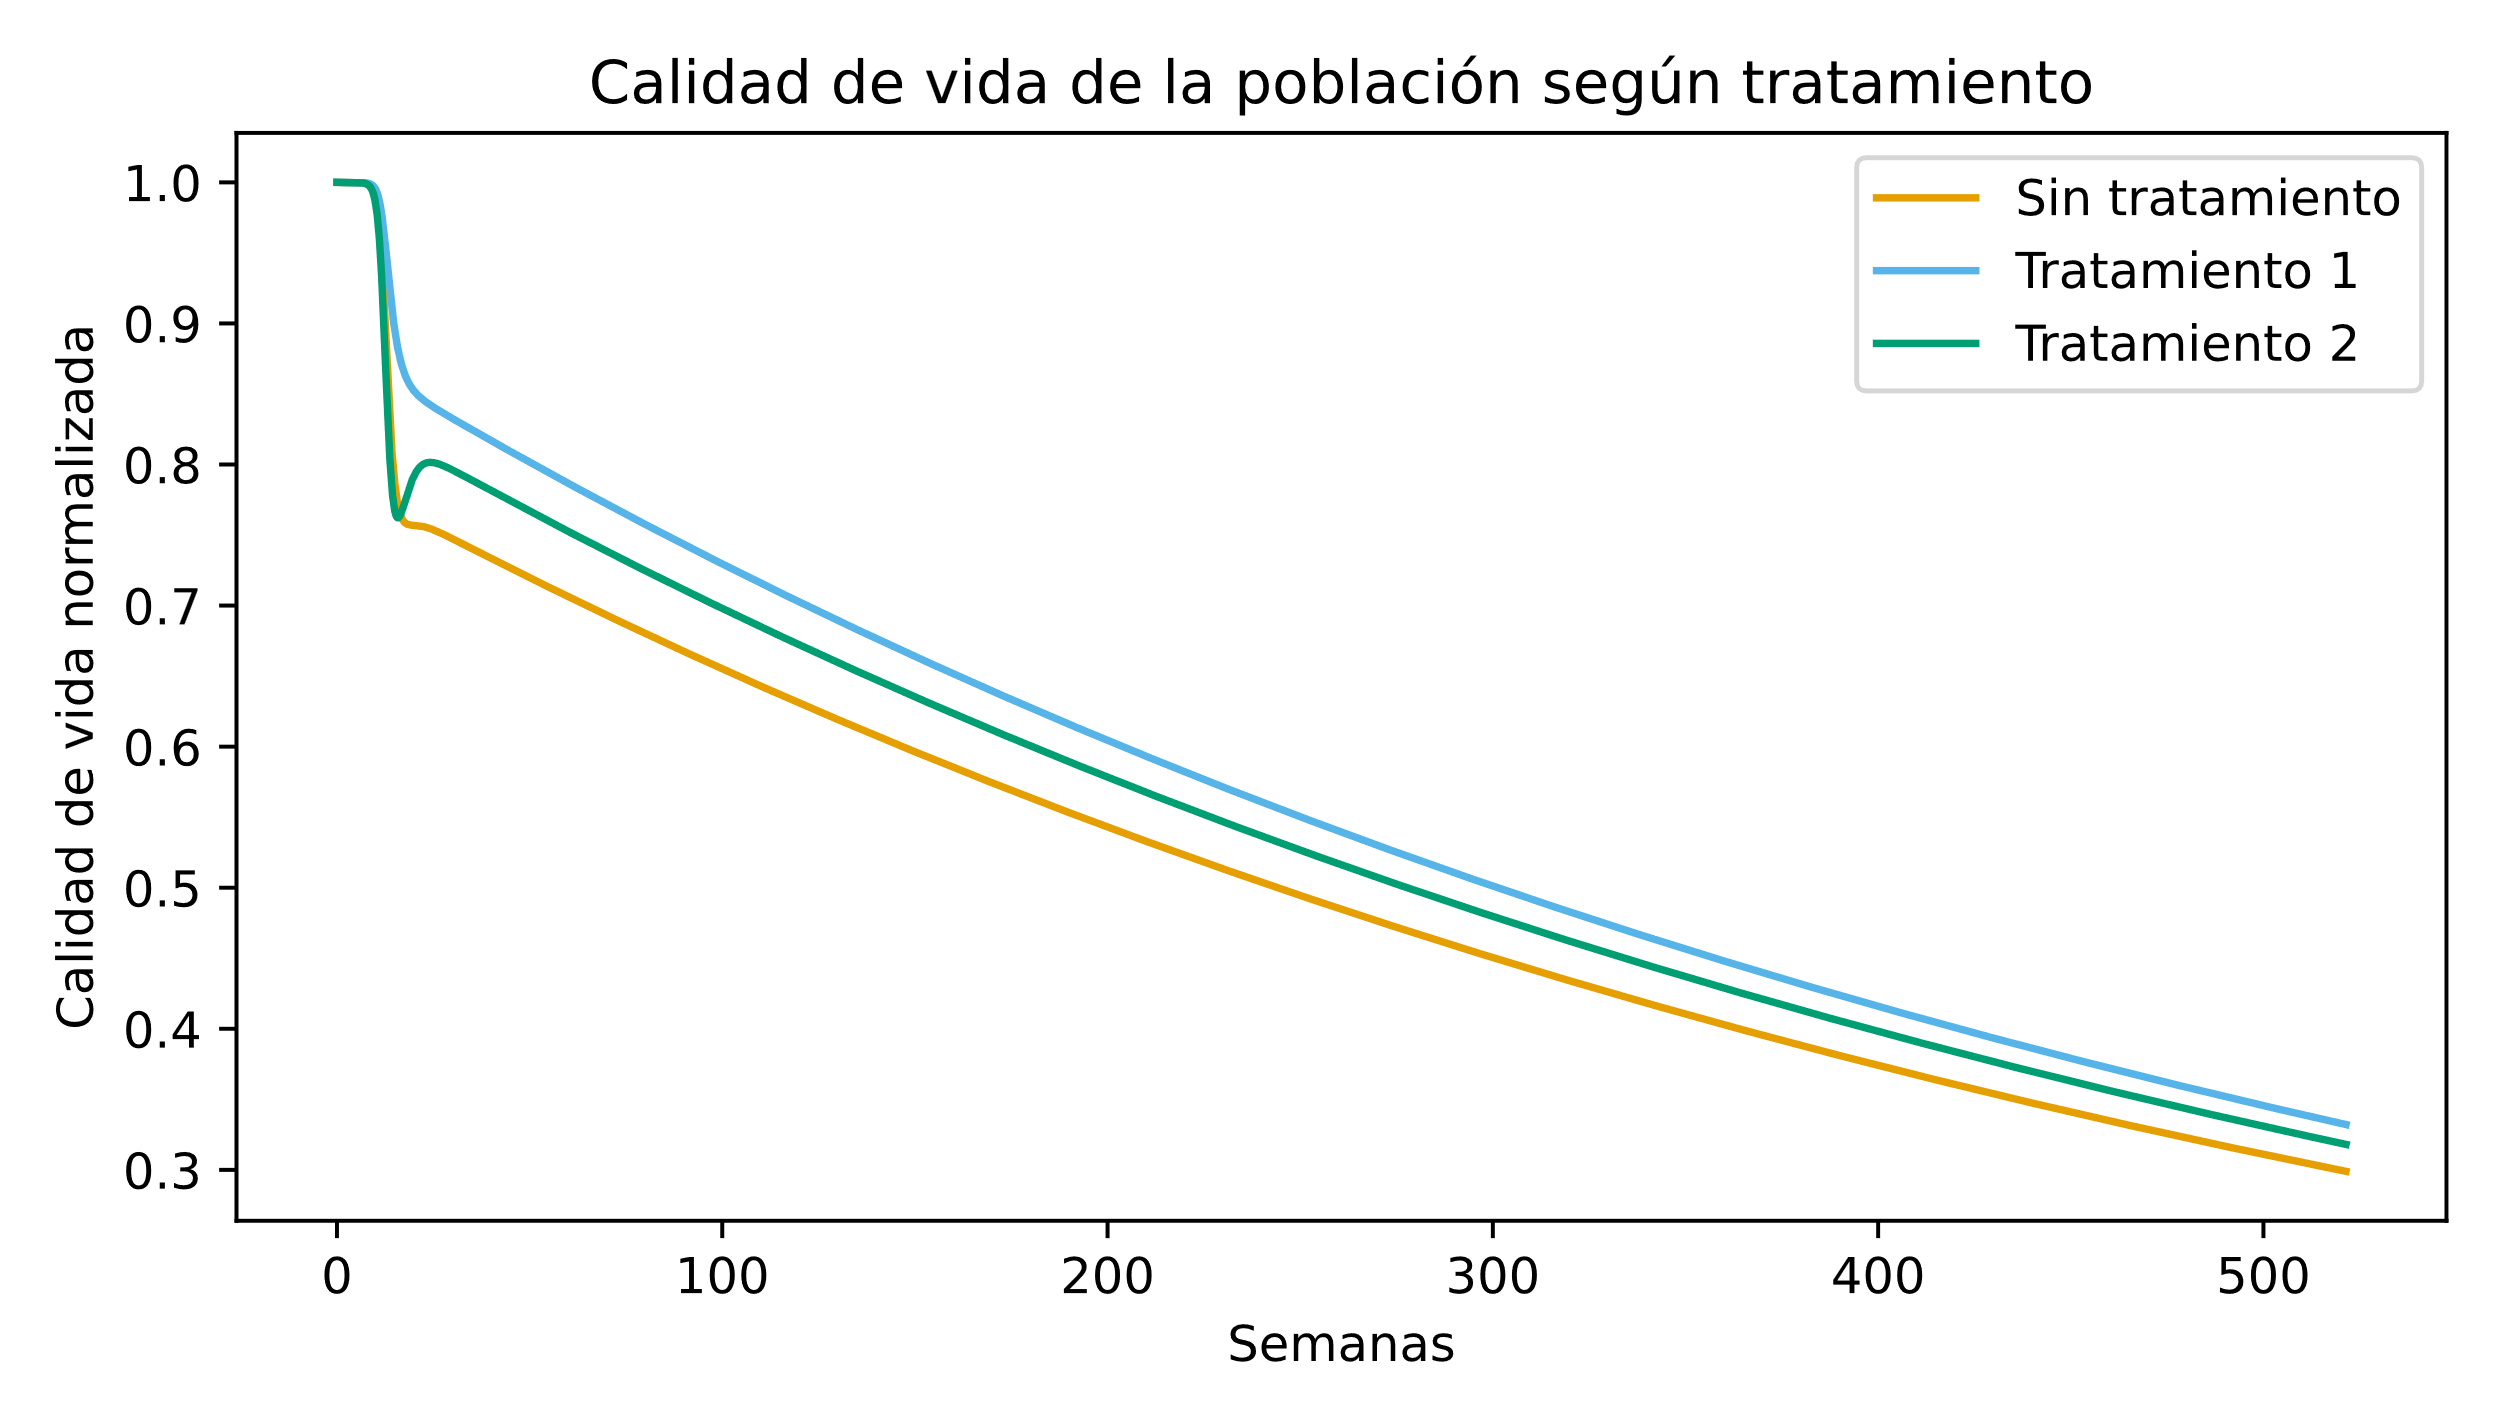 Calidad de vida de la población según tratamiento
Calidad de vida normalizada
1.0
0.9
0.8
0.7
0.6
0.5
0.4
0.3
Sin tratamiento
Tratamiento 1
Tratamiento 2
0 100 200 300 400 500
Semanas